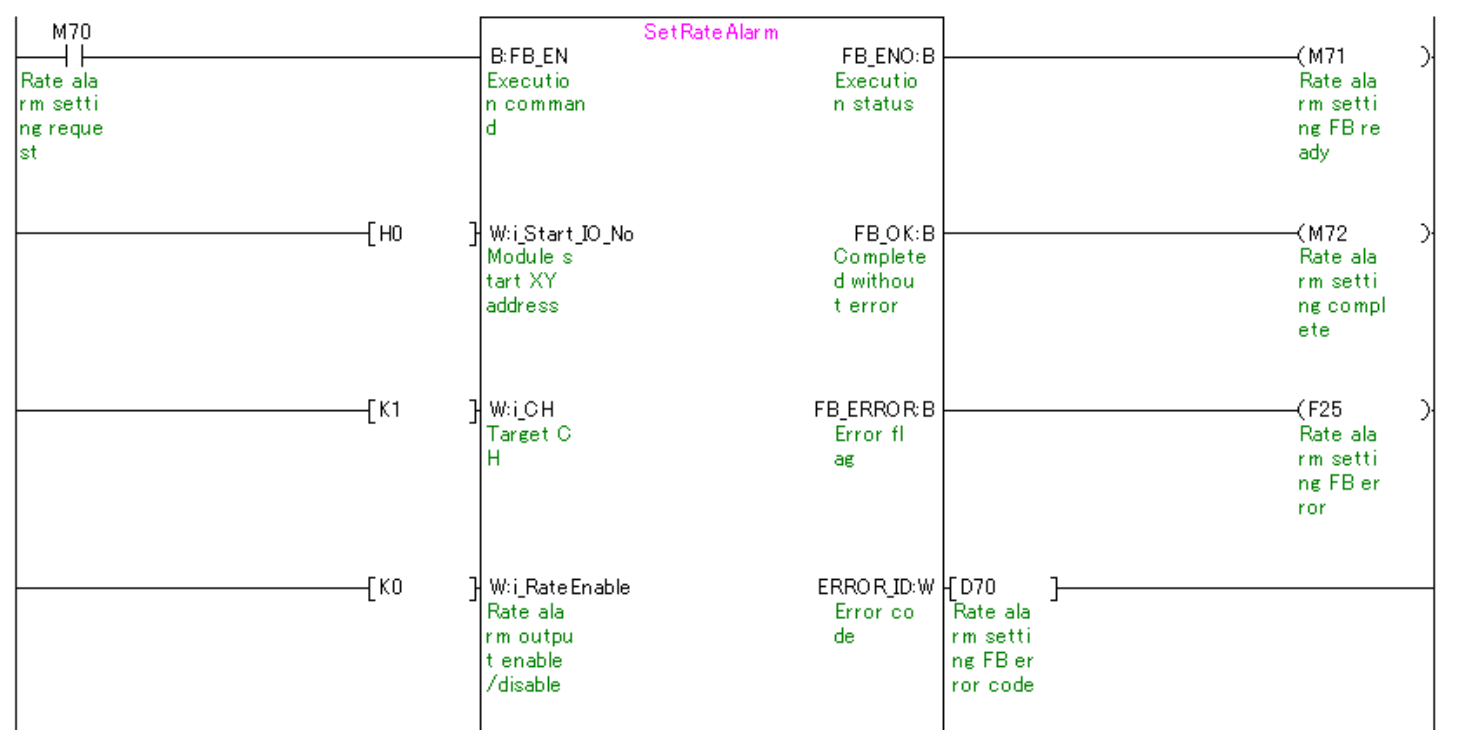 M70
SetRateAlarm
B:FB_EN
FB_ENO:B
(M71 )
Rate ala
rm setti
ng reque
st
Executio
n comman
d
Executio
n status
Rate ala
rm setti
ng FB re
ady
[H0 ]
W:i_Start_IO_No
FB_OK:B
(M72 )
Module s
tart XY
address
Complete
d withou
t error
Rate ala
rm setti
ng compl
ete
[K1 ]
W:i_CH
FB_ERROR:B
(F25 )
Target C
H
Error fl
ag
Rate ala
rm setti
ng FB er
ror
[K0 ]
W:i_RateEnable
ERROR_ID:W
[D70 ]
Rate ala
rm outpu
t enable
/disable
Error co
de
Rate ala
rm setti
ng FB er
ror code